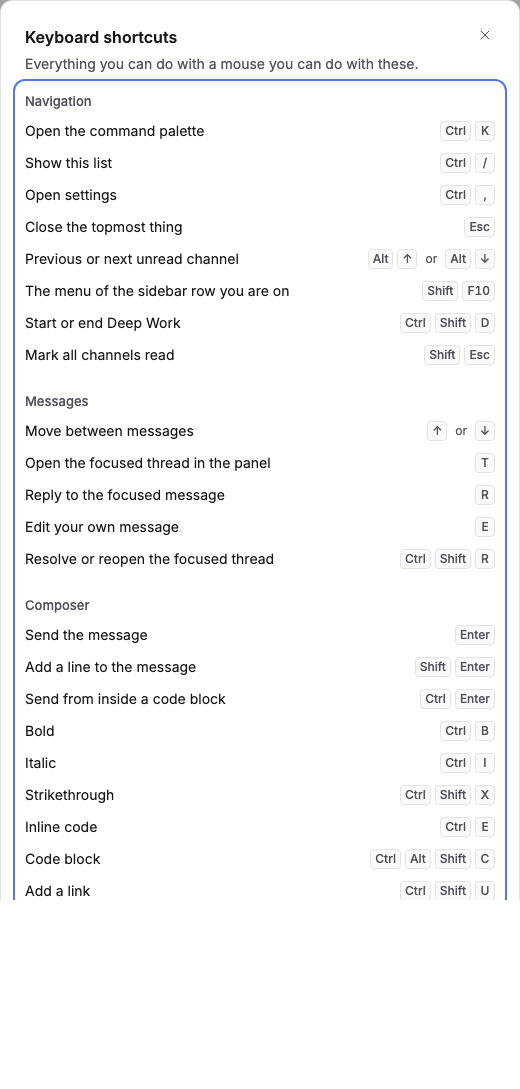 Keyboard shortcuts
Everything you can do with a mouse you can do with these.
Navigation
Open the command palette Ctrl K
Show this list Ctrl /
Open settings Ctrl ,
Close the topmost thing Esc
Previous or next unread channel Alt ↑ or Alt ↓
The menu of the sidebar row you are on Shift F10
Start or end Deep Work Ctrl Shift D
Mark all channels read Shift Esc
Messages
Move between messages ↑ or ↓
Open the focused thread in the panel T
Reply to the focused message R
Edit your own message E
Resolve or reopen the focused thread Ctrl Shift R
Composer
Send the message Enter
Add a line to the message Shift Enter
Send from inside a code block Ctrl Enter
Bold Ctrl B
Italic Ctrl I
Strikethrough Ctrl Shift X
Inline code Ctrl E
Code block Ctrl Alt Shift C
Add a link Ctrl Shift U